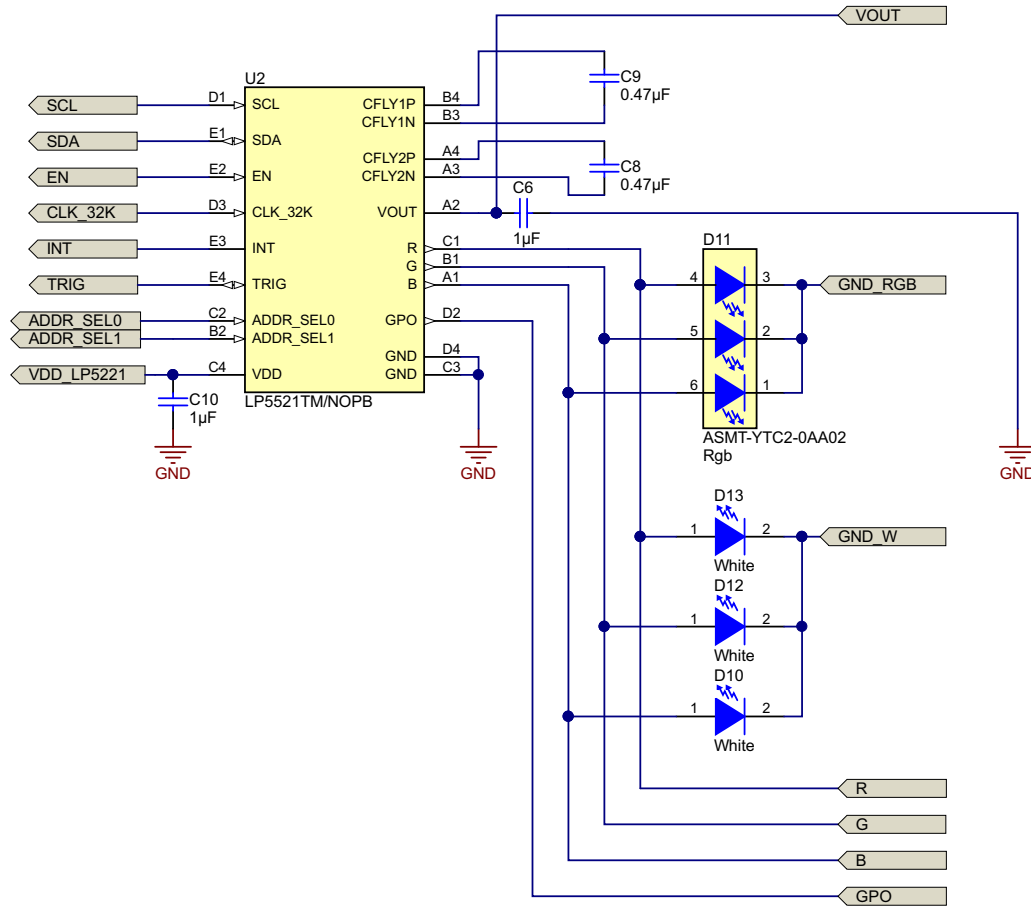 VOUT
U2
C9
0.47µF
SCL
D1
SCL
CFLY1P
B4
CFLY1N
B3
SDA
E1
SDA
CFLY2P
A4
C8
0.47µF
EN
E2
EN
CFLY2N
A3
C6
1µF
CLK_32K
D3
CLK_32K
VOUT
A2
INT
E3
INT
R
C1
G
B1
TRIG
E4
TRIG
B
A1
D11
4
3
GND_RGB
ADDR_SEL0
C2
ADDR_SEL0
GPO
D2
ADDR_SEL1
B2
ADDR_SEL1
5
2
GND
D4
VDD_LP5221
C4
VDD
GND
C3
6
1
C10
1µF
LP5521TM/NOPB
ASMT-YTC2-0AA02
Rgb
GND
GND
GND
D13
1
2
GND_W
White
D12
1
2
White
D10
1
2
White
R
G
B
GPO